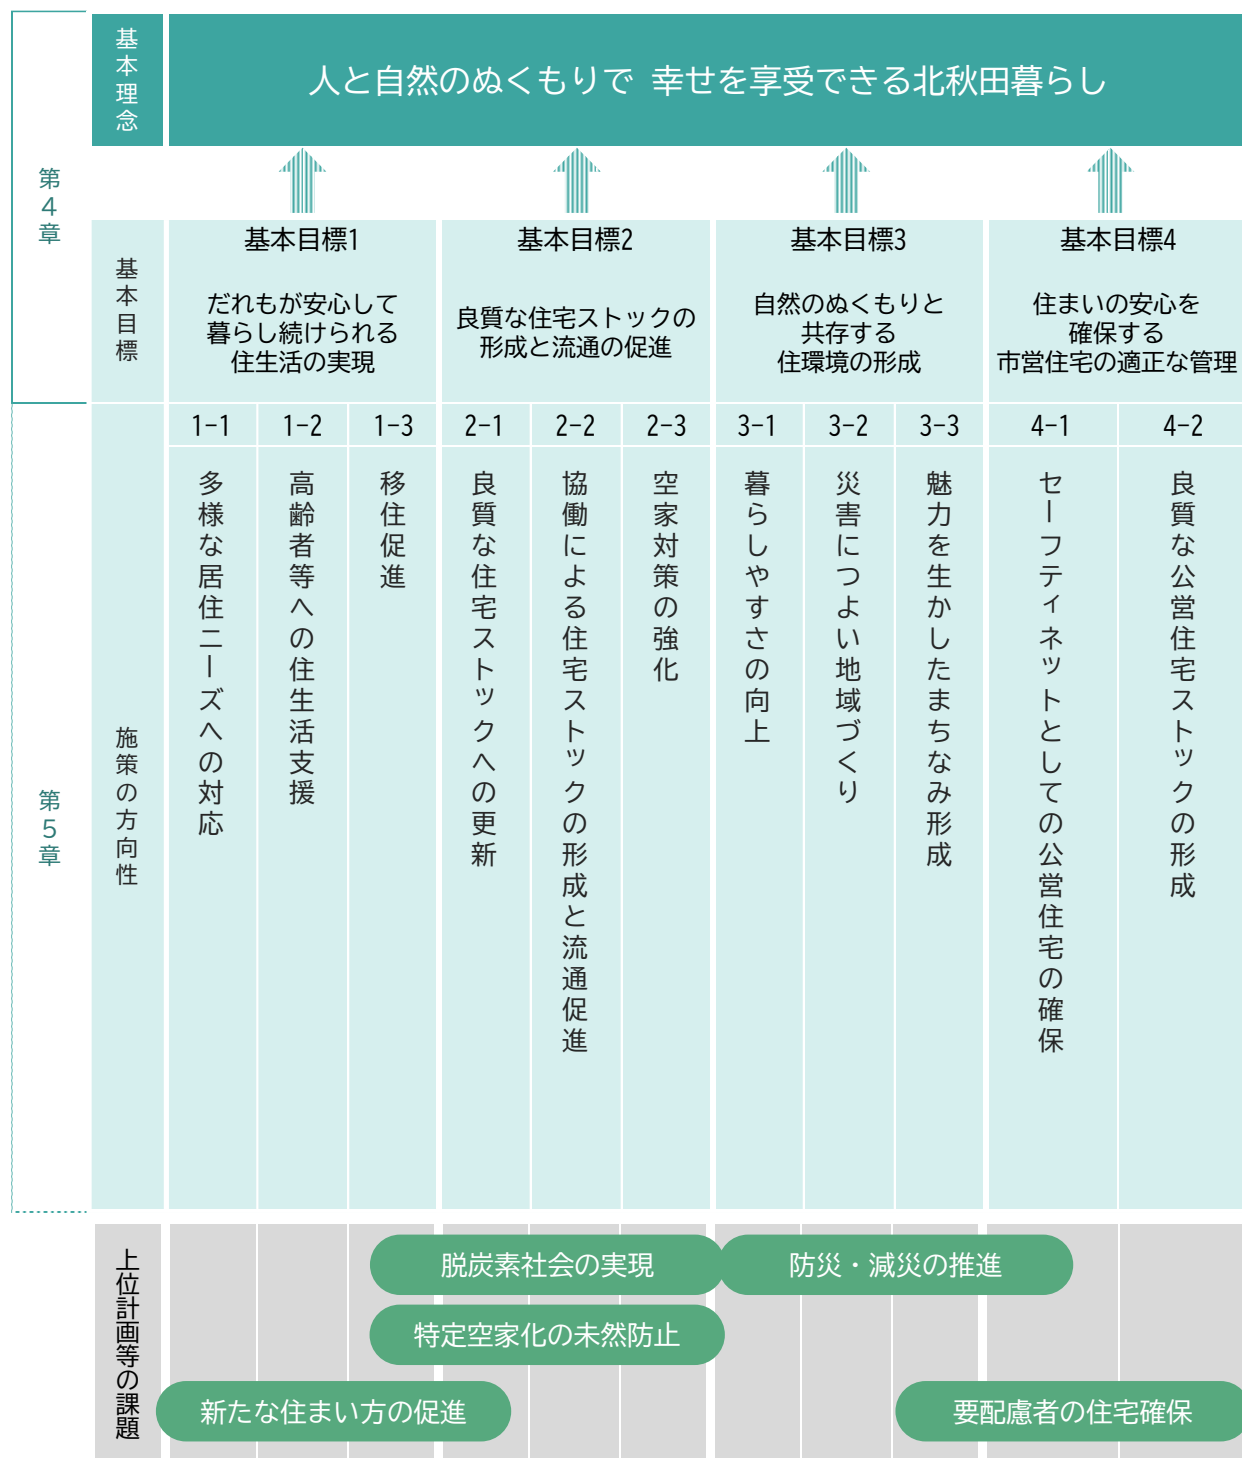 第4章
基本理念
人と自然のぬくもりで 幸せを享受できる北秋田暮らし
基本目標
基本目標1
だれもが安心して
暮らし続けられる
住生活の実現
基本目標2
良質な住宅ストックの
形成と流通の促進
基本目標3
自然のぬくもりと
共存する
住環境の形成
基本目標4
住まいの安心を
確保する
市営住宅の適正な管理
第5章
施策の方向性
1-1
多様な居住ニーズへの対応
1-2
高齢者等への住生活支援
1-3
移住促進
2-1
良質な住宅ストックへの更新
2-2
協働による住宅ストックの形成と流通促進
2-3
空家対策の強化
3-1
暮らしやすさの向上
3-2
災害につよい地域づくり
3-3
魅力を生かしたまちなみ形成
4-1
セーフティネットとしての公営住宅の確保
4-2
良質な公営住宅ストックの形成
上位計画等の課題
脱炭素社会の実現
防災・減災の推進
特定空家化の未然防止
新たな住まい方の促進
要配慮者の住宅確保